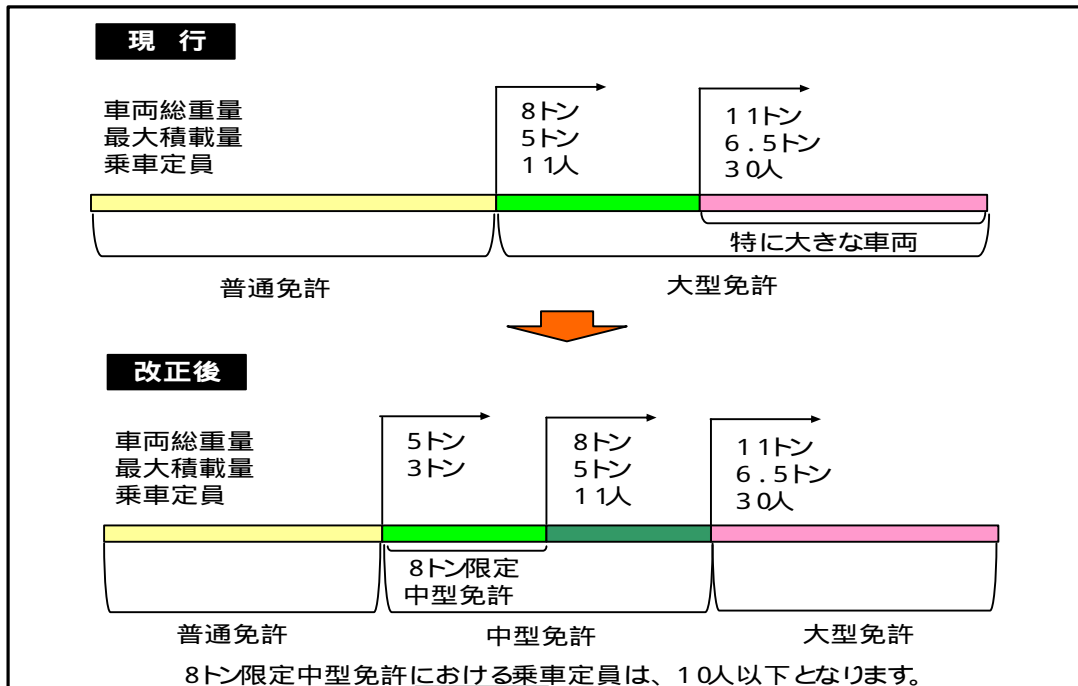 現 行
車両総重量
最大積載量
乗車定員
8トン
5トン
11人
11トン
6.5トン
30人
特に大きな車両
普通免許
大型免許
改正後
車両総重量
最大積載量
乗車定員
5トン
3トン
8トン
5トン
11人
11トン
6.5トン
30人
8トン限定
中型免許
普通免許
中型免許
大型免許
8トン限定中型免許における乗車定員は、10人以下となります。